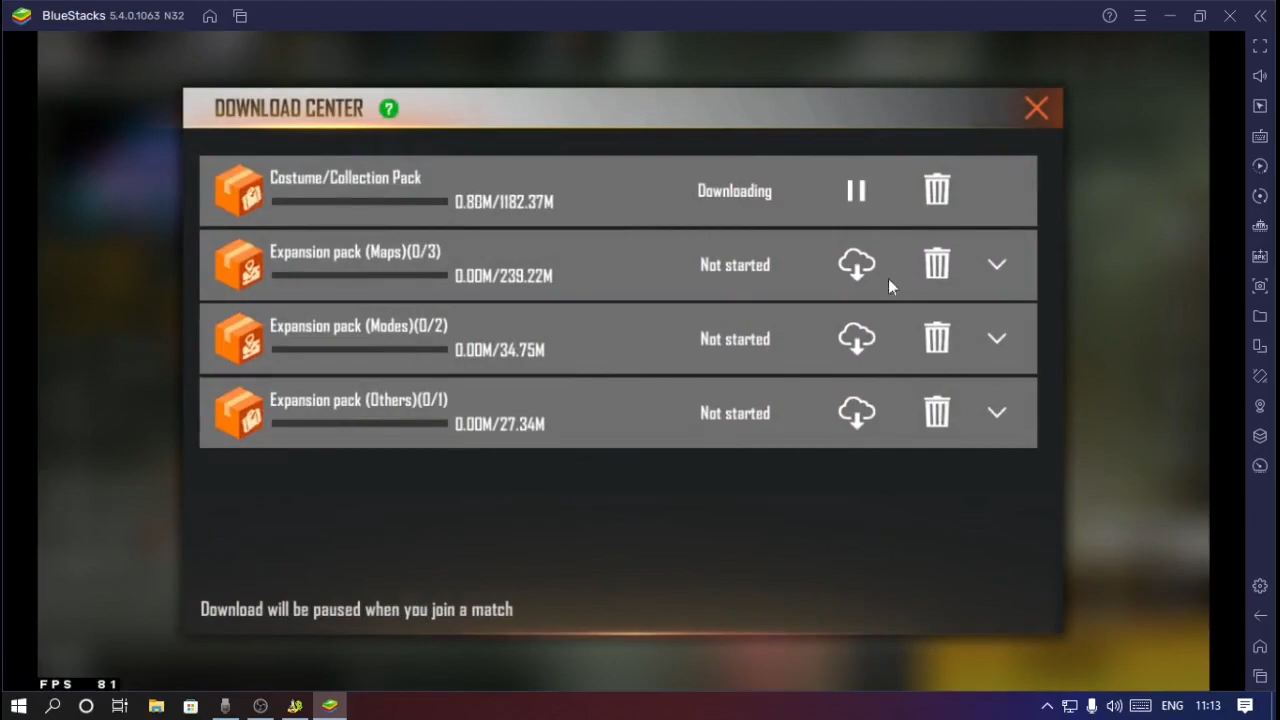 BlueStacks 5.4.0.1063 N32
DOWNLOAD CENTER ?
Costume/Collection Pack
0.80M/1182.37M
Downloading
Expansion pack (Maps)(0/3)
0.00M/239.22M
Not started
Expansion pack (Modes)(0/2)
0.00M/34.75M
Not started
Expansion pack (Others)(0/1)
0.00M/27.34M
Not started
Download will be paused when you join a match
FPS 81
ENG 11:13